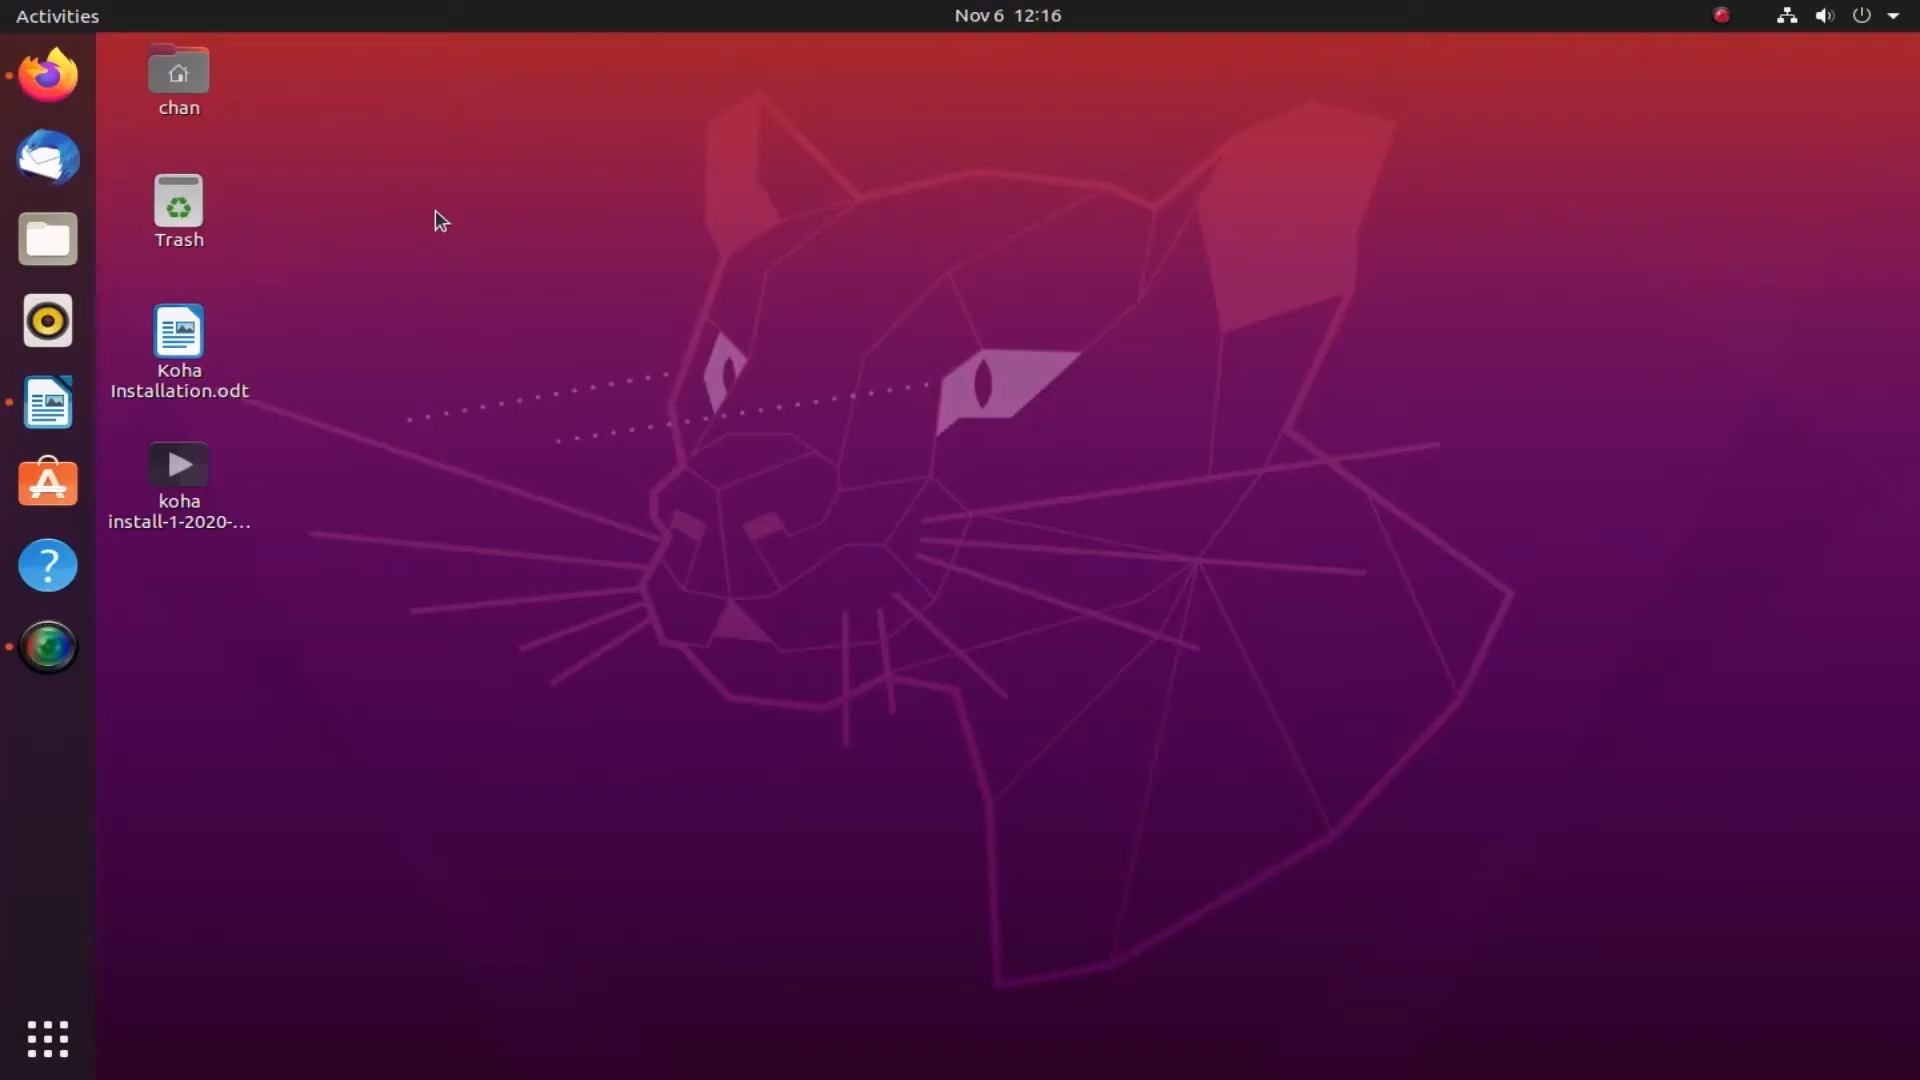 Activities
Nov 6 12:16
chan
Trash
Koha
Installation.odt
koha
install-1-2020-...